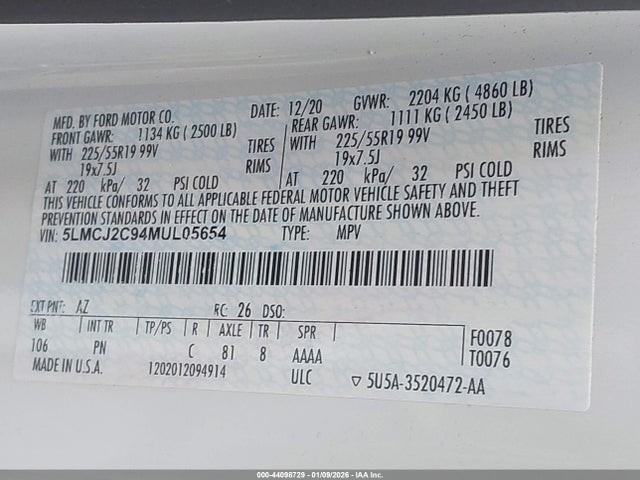 MFD. BY FORD MOTOR CO. DATE: 12/20 GVWR: 2204 KG ( 4860 LB)
FRONT GAWR: 1134 KG ( 2500 LB) REAR GAWR: 1111 KG ( 2450 LB)
WITH 225/55R19 99V TIRES WITH 225/55R19 99V TIRES
19x7.5J RIMS 19x7.5J RIMS
AT 220 kPa/ 32 PSI COLD AT 220 kPa/ 32 PSI COLD
THIS VEHICLE CONFORMS TO ALL APPLICABLE FEDERAL MOTOR VEHICLE SAFETY AND THEFT
PREVENTION STANDARDS IN EFFECT ON THE DATE OF MANUFACTURE SHOWN ABOVE.
VIN: 5LMCJ2C94MUL05654 TYPE: MPV
EXT PNT: AZ RC: 26 DSO:
WB INT TR TP/PS R AXLE TR SPR F0078
106 PN C 81 8 AAAA T0076
MADE IN U.S.A. 1202012094914 ULC ▽ 5U5A-3520472-AA
000-44098729 - 01/09/2026 - IAA Inc.